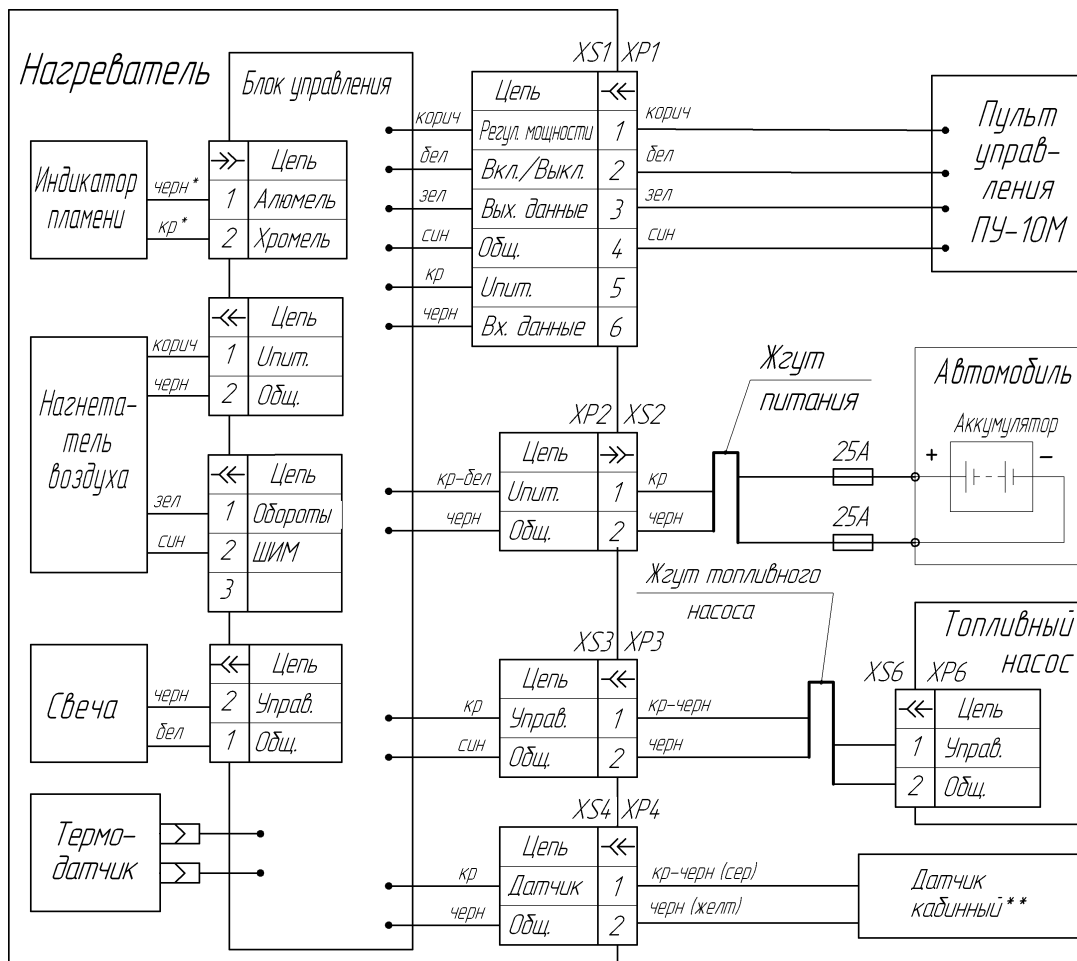 Нагреватель
Блок управления
Индикатор
пламени
черн*
кр*
Цепь
1 Алюмель
2 Хромель
Нагнета-
тель
воздуха
корич
черн
Цепь
1 Uпит.
2 Общ.
зел
син
Цепь
1 Обороты
2 ШИМ
3
Свеча
черн
бел
Цепь
2 Управ.
1 Общ.
Термо-
датчик
XS1 XP1
Цепь
корич Регул. мощности 1 корич
бел Вкл./Выкл. 2 бел
зел Вых. данные 3 зел
син Общ. 4 син
кр Uпит. 5
черн Вх. данные 6
Пульт
управ-
ления
ПУ-10М
XP2 XS2
Цепь
кр-бел Uпит. 1 кр
черн Общ. 2 черн
Жгут
питания
25А
25А
Автомобиль
Аккумулятор
+ −
Жгут топливного
насоса
XS3 XP3
Цепь
кр Управ. 1 кр-черн
син Общ. 2 черн
Топливный
насос
XS6 XP6
Цепь
1 Управ.
2 Общ.
XS4 XP4
Цепь
кр Датчик 1 кр-черн (сер)
черн Общ. 2 черн (желт)
Датчик
кабинный**